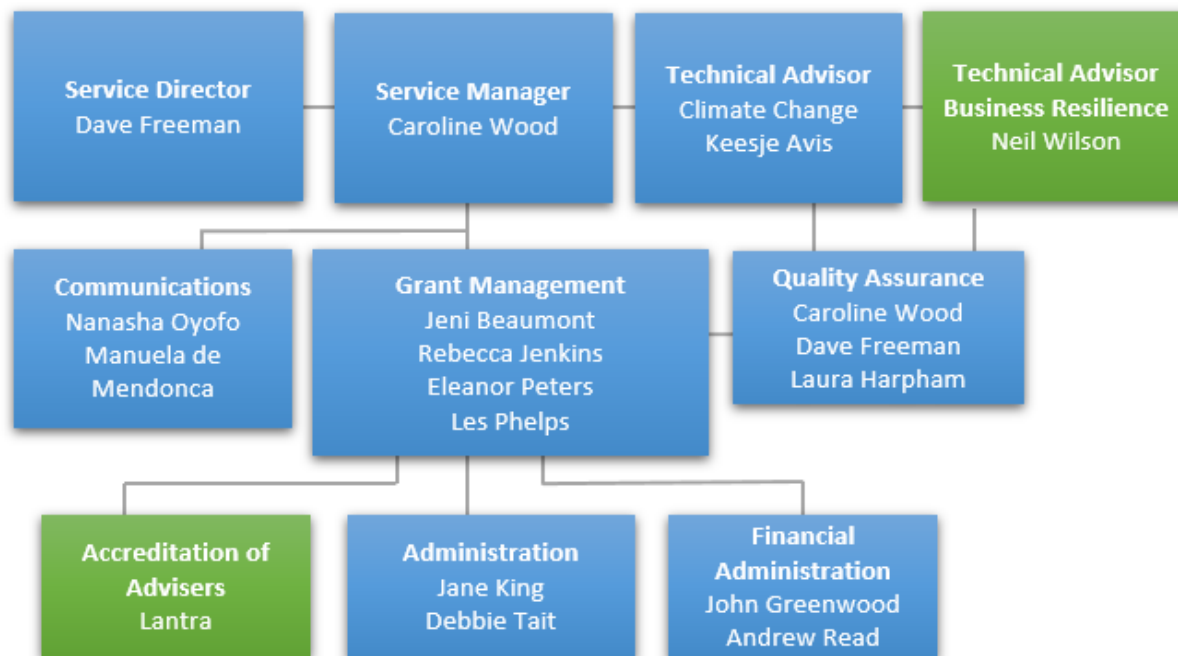 Service Director
Dave Freeman
Service Manager
Caroline Wood
Technical Advisor
Climate Change
Keesje Avis
Technical Advisor
Business Resilience
Neil Wilson
Communications
Nanasha Oyofo
Manuela de
Mendonca
Grant Management
Jeni Beaumont
Rebecca Jenkins
Eleanor Peters
Les Phelps
Quality Assurance
Caroline Wood
Dave Freeman
Laura Harpham
Accreditation of
Advisers
Lantra
Administration
Jane King
Debbie Tait
Financial
Administration
John Greenwood
Andrew Read